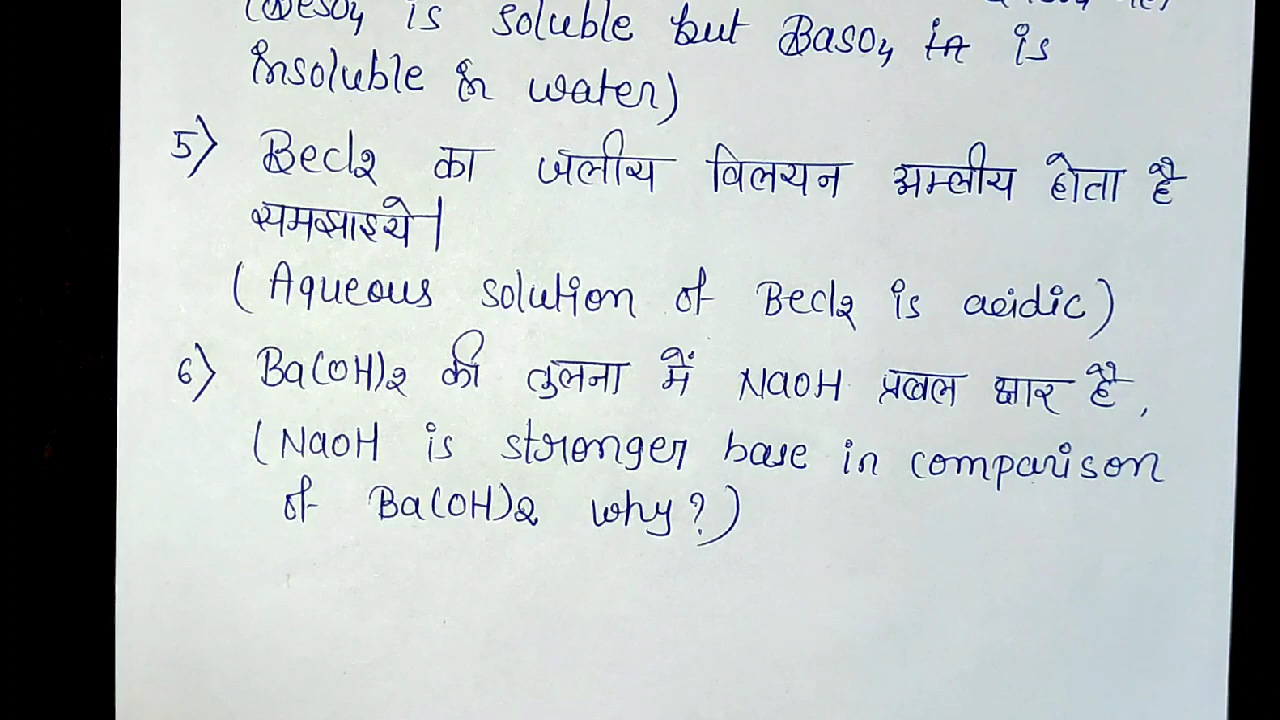 (BeSO4 is soluble but BaSO4 in is
insoluble in water)
5) Becl2 का जलीय विलयन अम्लीय होता है
समझाइये|
( Aqueous solution of Becl2 is acidic)
6) Ba(OH)2 की तुलना में NaOH प्रबल क्षार है,
(NaOH is stronger base in comparison
of Ba(OH)2 why?)